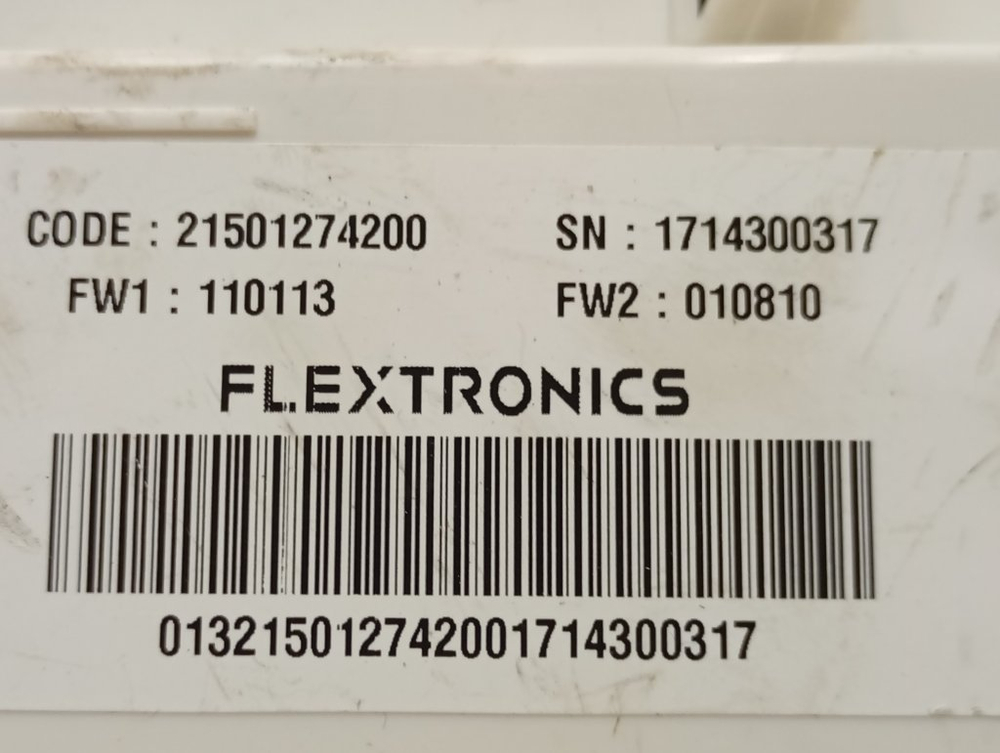 CODE : 21501274200 SN : 1714300317
FW1 : 110113 FW2 : 010810
FLEXTRONICS
013215012742001714300317